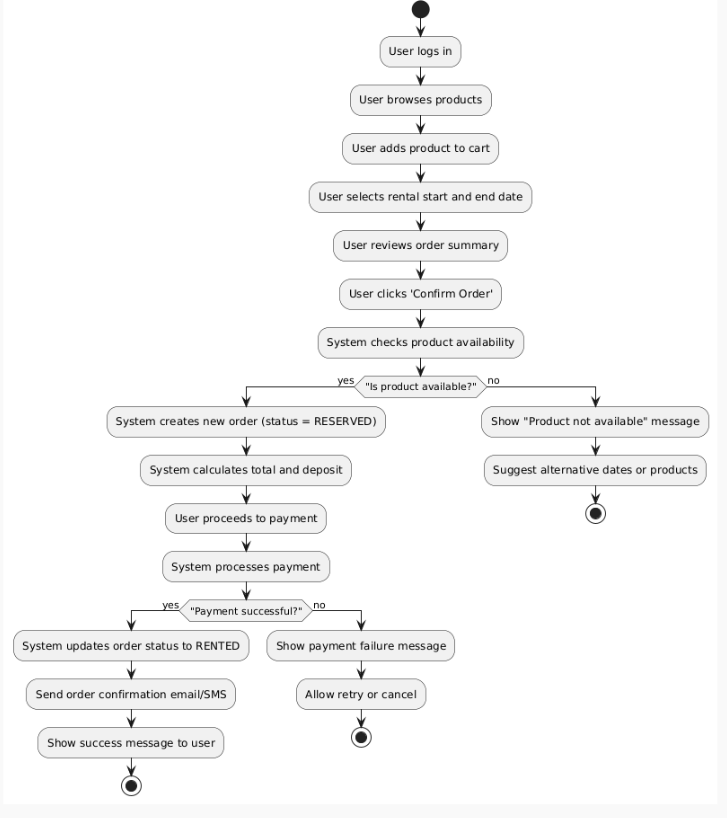 User logs in
User browses products
User adds product to cart
User selects rental start and end date
User reviews order summary
User clicks 'Confirm Order'
System checks product availability
yes
"Is product available?"
no
System creates new order (status = RESERVED)
Show "Product not available" message
System calculates total and deposit
Suggest alternative dates or products
User proceeds to payment
System processes payment
yes
"Payment successful?"
no
System updates order status to RENTED
Show payment failure message
Send order confirmation email/SMS
Allow retry or cancel
Show success message to user